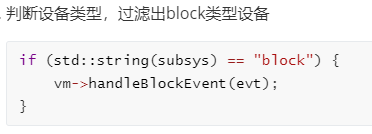 . 判断设备类型，过滤出block类型设备
if (std::string(subsys) == "block") {
    vm->handleBlockEvent(evt);
}